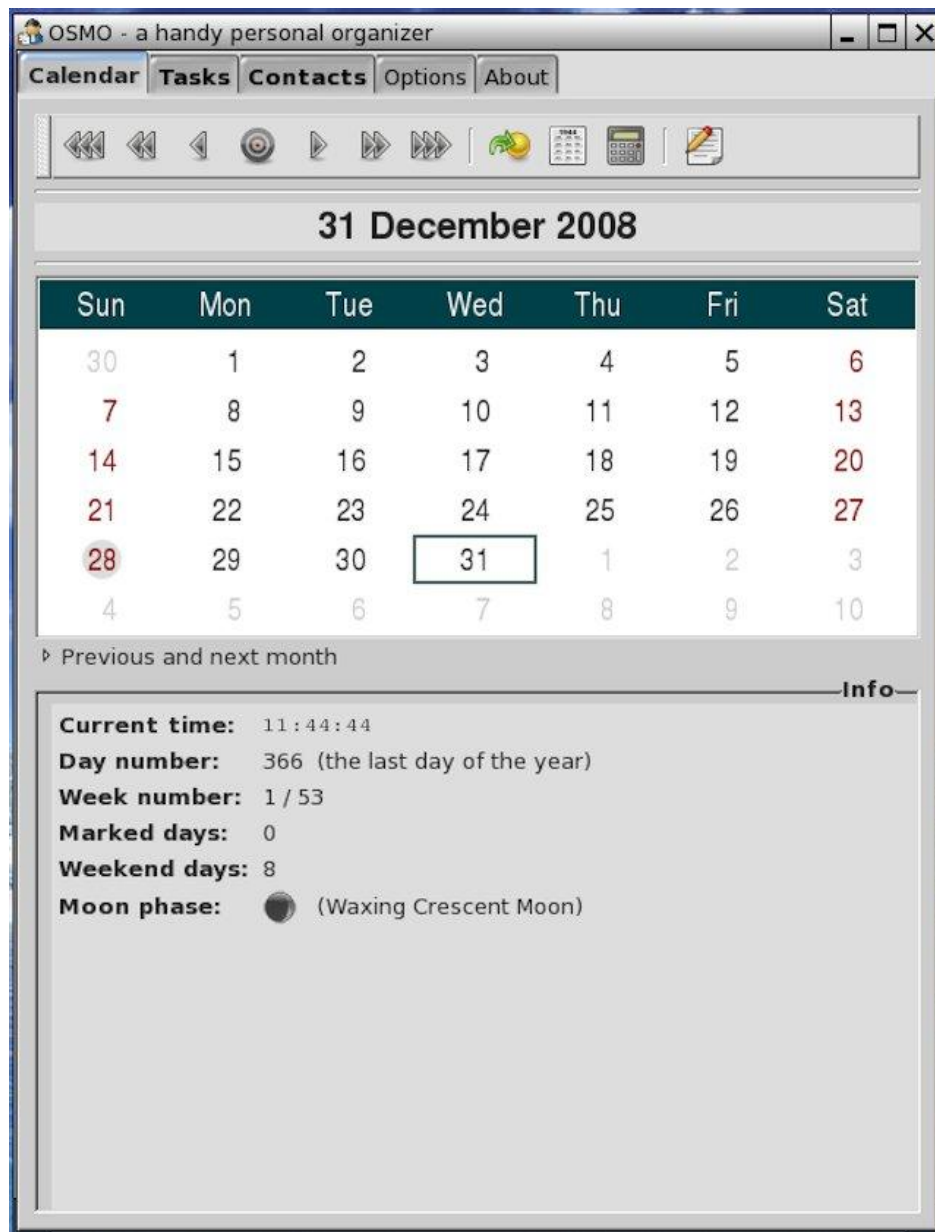 OSMO - a handy personal organizer
Calendar Tasks Contacts Options About
1944
31 December 2008
Sun Mon Tue Wed Thu Fri Sat
30 1 2 3 4 5 6
7 8 9 10 11 12 13
14 15 16 17 18 19 20
21 22 23 24 25 26 27
28 29 30 31 1 2 3
4 5 6 7 8 9 10
Previous and next month
Info
Current time: 11:44:44
Day number: 366 (the last day of the year)
Week number: 1 / 53
Marked days: 0
Weekend days: 8
Moon phase: (Waxing Crescent Moon)